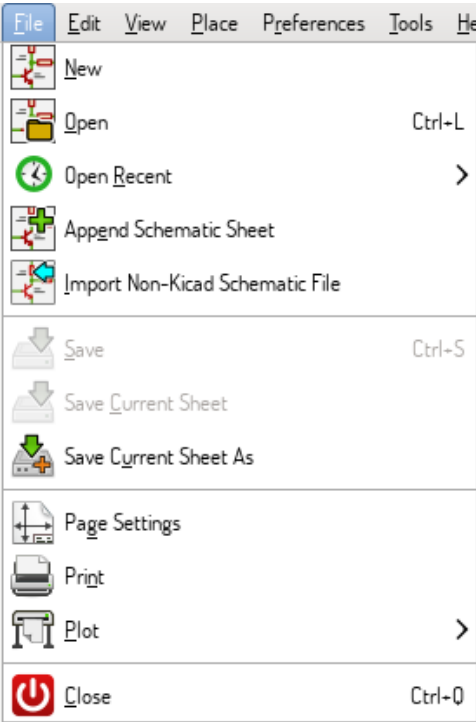 File Edit View Place Preferences Tools He
New
Open Ctrl+L
Open Recent
Append Schematic Sheet
Import Non-Kicad Schematic File
Save Ctrl+S
Save Current Sheet
Save Current Sheet As
Page Settings
Print
Plot
Close Ctrl+Q